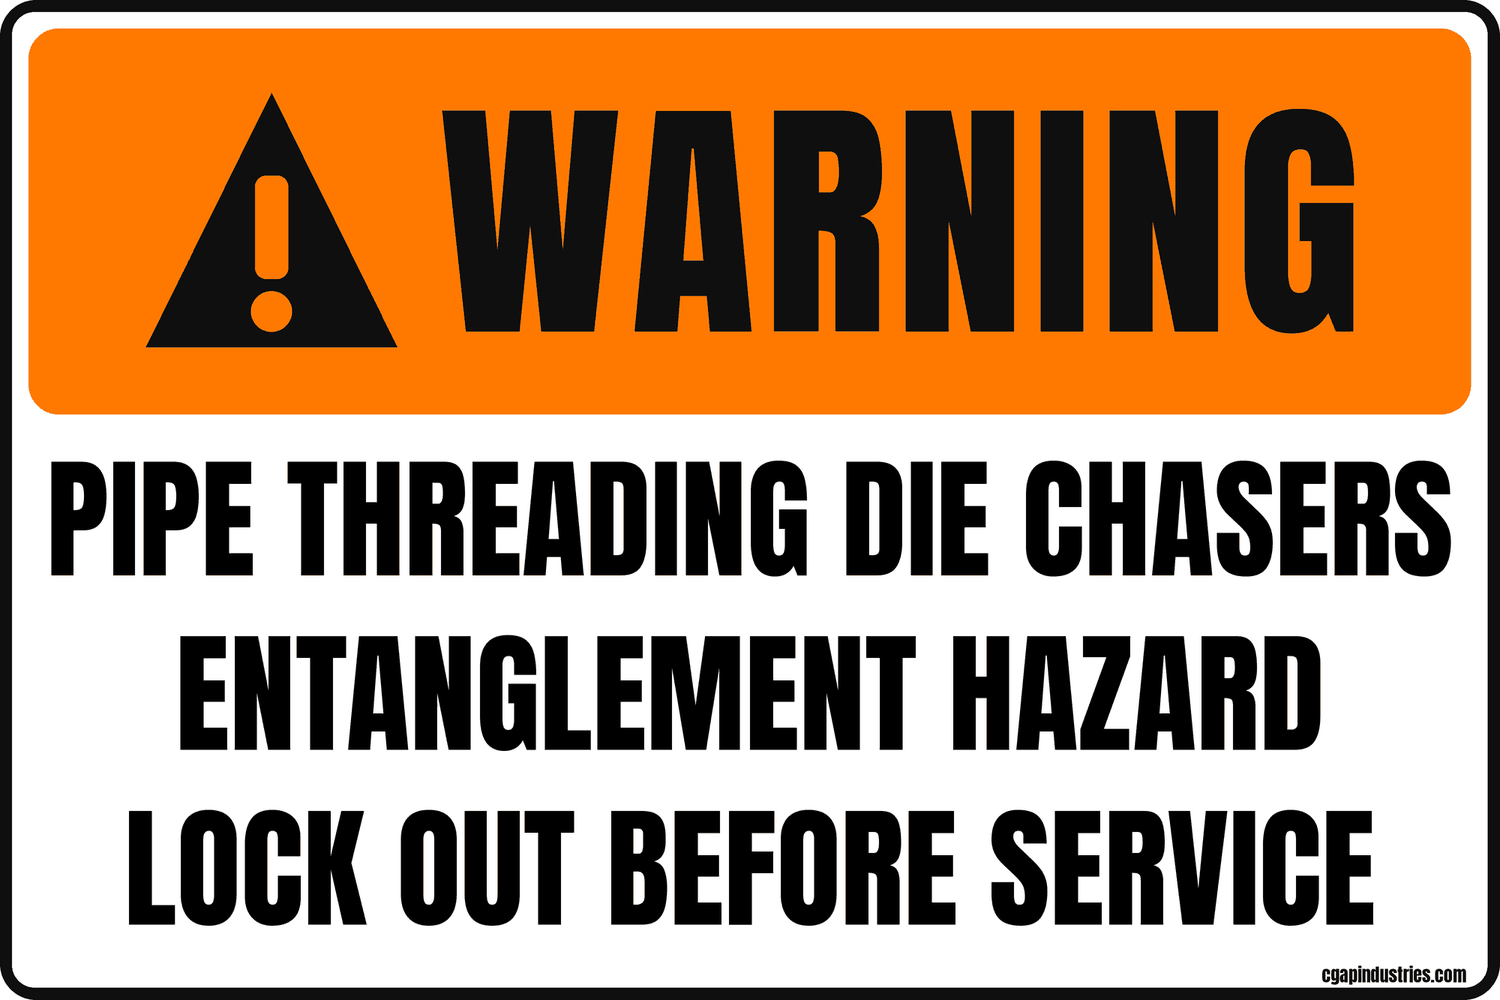 WARNING
PIPE THREADING DIE CHASERS
ENTANGLEMENT HAZARD
LOCK OUT BEFORE SERVICE
cgapindustries.com